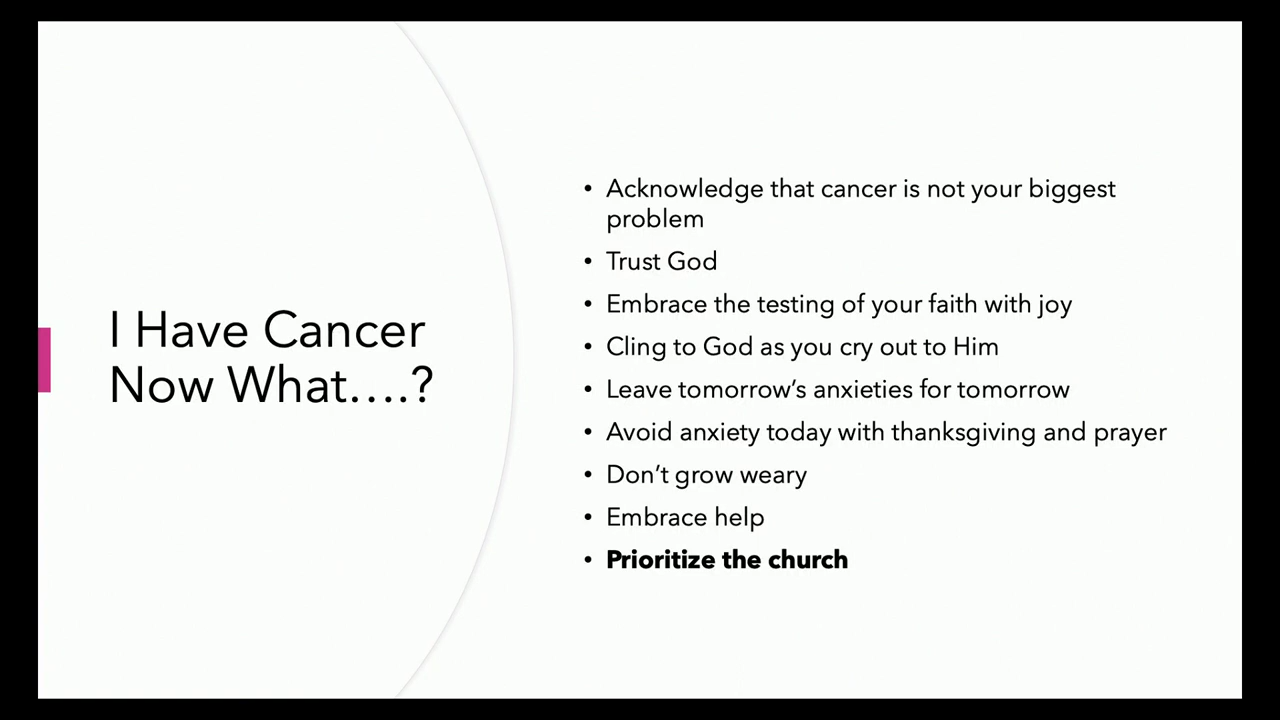 I Have Cancer
Now What….?
• Acknowledge that cancer is not your biggest
problem
• Trust God
• Embrace the testing of your faith with joy
• Cling to God as you cry out to Him
• Leave tomorrow’s anxieties for tomorrow
• Avoid anxiety today with thanksgiving and prayer
• Don’t grow weary
• Embrace help
• Prioritize the church